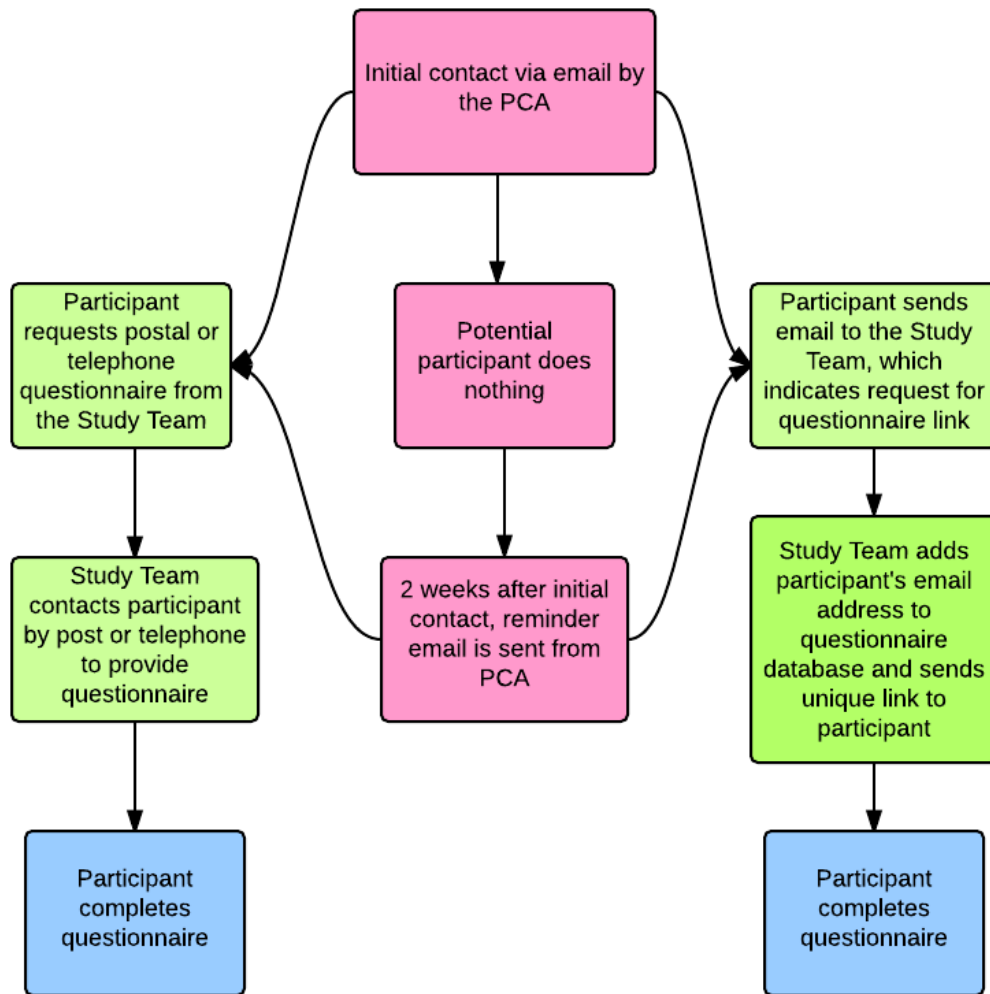 Initial contact via email by
the PCA
Participant
requests postal or
telephone
questionnaire from
the Study Team
Potential
participant does
nothing
Participant sends
email to the Study
Team, which
indicates request for
questionnaire link
Study Team
contacts participant
by post or telephone
to provide
questionnaire
2 weeks after initial
contact, reminder
email is sent from
PCA
Study Team adds
participant's email
address to
questionnaire
database and sends
unique link to
participant
Participant
completes
questionnaire
Participant
completes
questionnaire